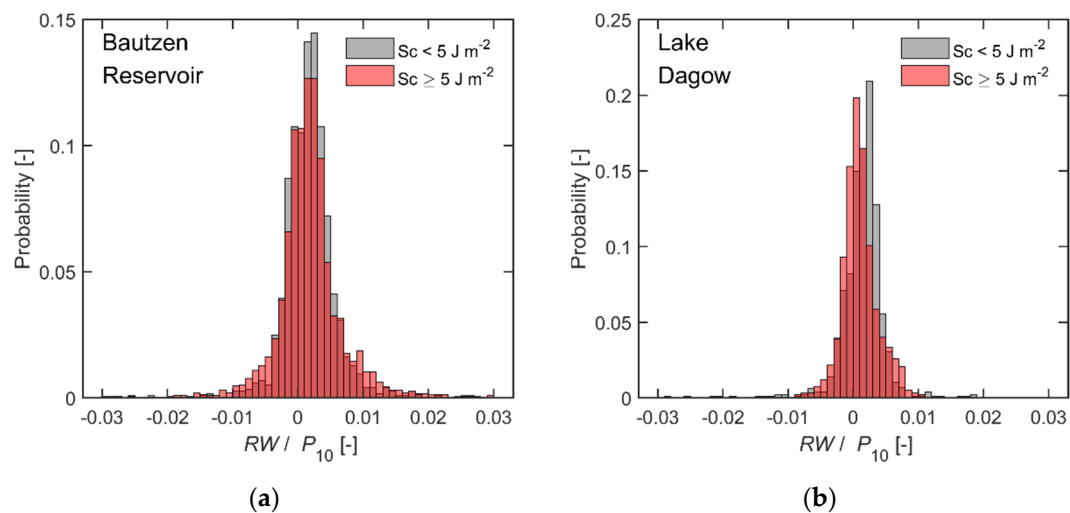 Bautzen
Reservoir
Sc < 5 J m-2
Sc ≥ 5 J m-2
Probability [-]
0.15
0.1
0.05
0
-0.03 -0.02 -0.01 0 0.01 0.02 0.03
RW / P10 [-]
(a)
Lake
Dagow
Sc < 5 J m-2
Sc ≥ 5 J m-2
Probability [-]
0.25
0.2
0.15
0.1
0.05
0
-0.03 -0.02 -0.01 0 0.01 0.02 0.03
RW / P10 [-]
(b)